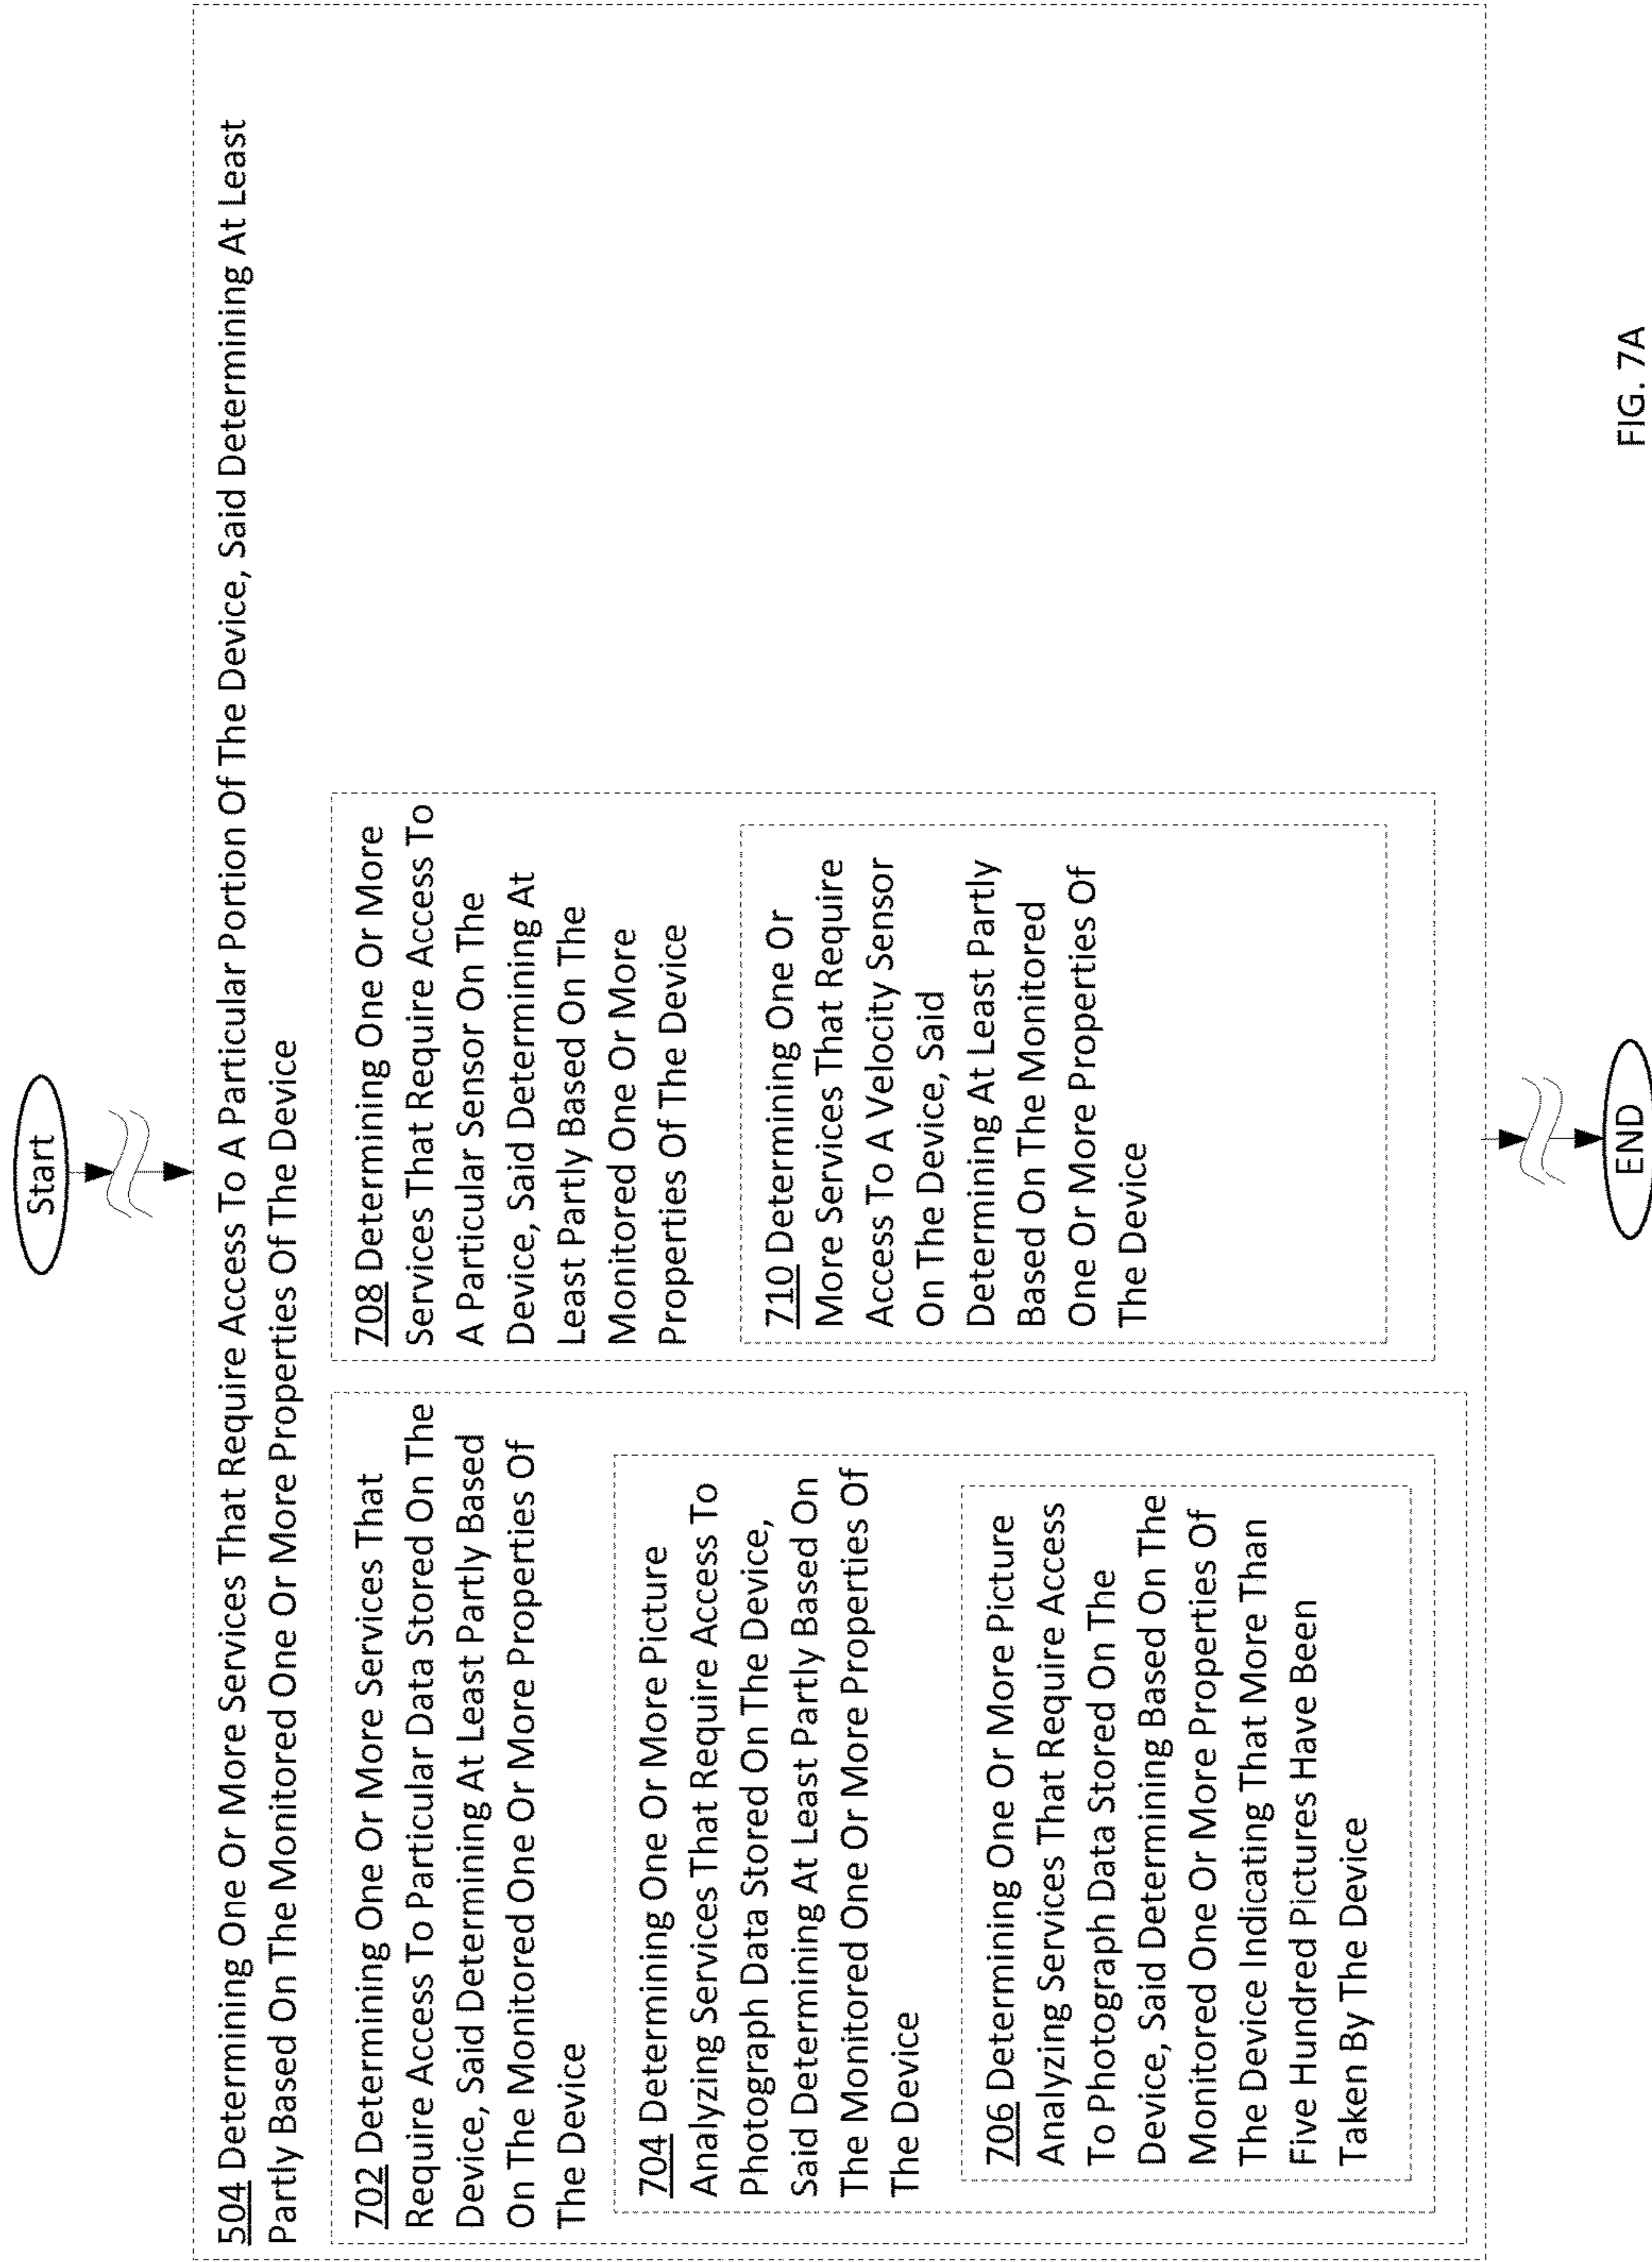 Start
504 Determining One Or More Services That Require Access To A Particular Portion Of The Device, Said Determining At Least
Partly Based On The Monitored One Or More Properties Of The Device
702 Determining One Or More Services That
Require Access To Particular Data Stored On The
Device, Said Determining At Least Partly Based
On The Monitored One Or More Properties Of
The Device
704 Determining One Or More Picture
Analyzing Services That Require Access To
Photograph Data Stored On The Device,
Said Determining At Least Partly Based On
The Monitored One Or More Properties Of
The Device
706 Determining One Or More Picture
Analyzing Services That Require Access
To Photograph Data Stored On The
Device, Said Determining Based On The
Monitored One Or More Properties Of
The Device Indicating That More Than
Five Hundred Pictures Have Been
Taken By The Device
708 Determining One Or More
Services That Require Access To
A Particular Sensor On The
Device, Said Determining At
Least Partly Based On The
Monitored One Or More
Properties Of The Device
710 Determining One Or
More Services That Require
Access To A Velocity Sensor
On The Device, Said
Determining At Least Partly
Based On The Monitored
One Or More Properties Of
The Device
END
FIG. 7A